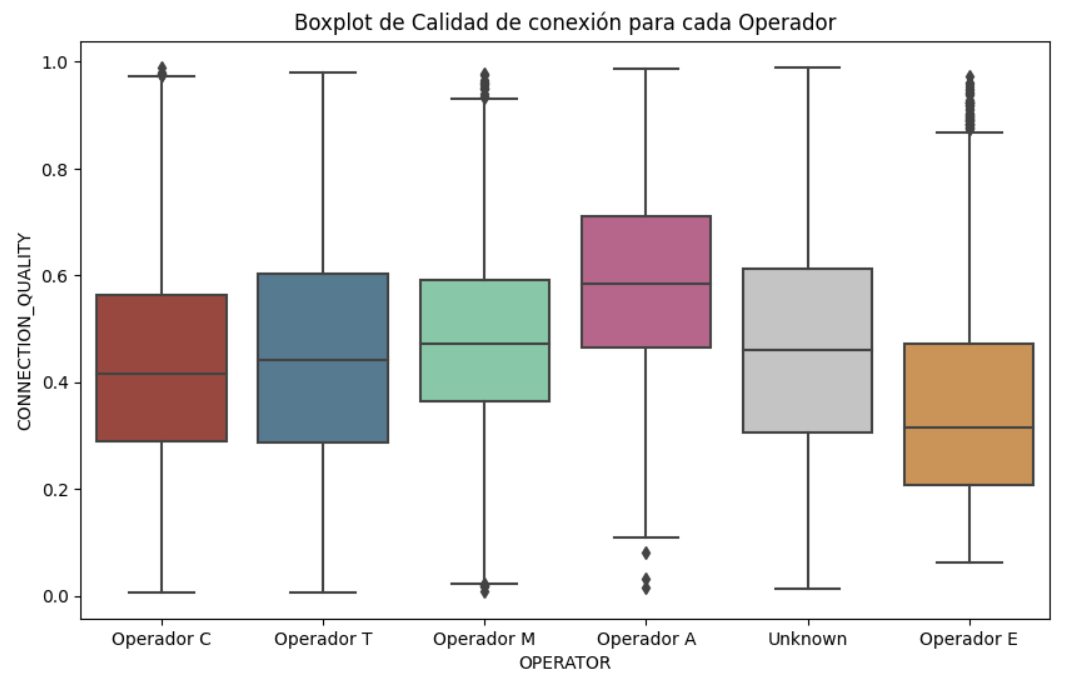 Boxplot de Calidad de conexión para cada Operador
CONNECTION_QUALITY
1.0
0.8
0.6
0.4
0.2
0.0
Operador C Operador T Operador M Operador A Unknown Operador E
OPERATOR